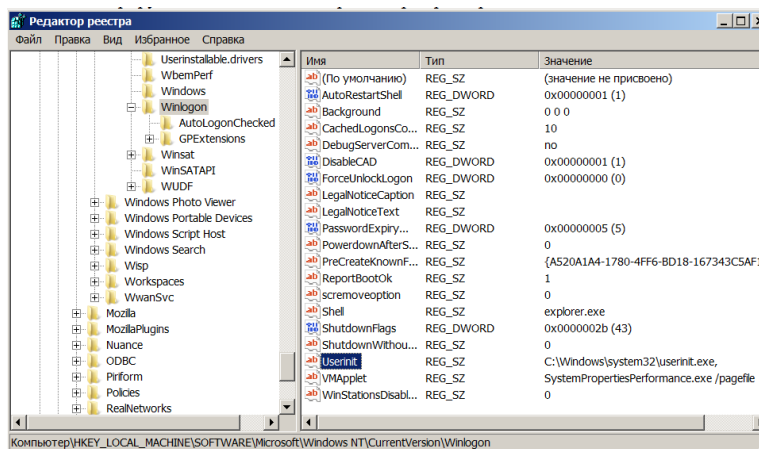 Редактор реестра
Файл Правка Вид Избранное Справка
Userinstallable.drivers
WbemPerf
Windows
Winlogon
AutoLogonChecked
GPExtensions
Winsat
WinSATAPI
WUDF
Windows Photo Viewer
Windows Portable Devices
Windows Script Host
Windows Search
Wisp
Workspaces
WwanSvc
Mozilla
MozillaPlugins
Nuance
ODBC
Piriform
Policies
RealNetworks
Имя Тип Значение
(По умолчанию) REG_SZ (значение не присвоено)
AutoRestartShell REG_DWORD 0x00000001 (1)
Background REG_SZ 0 0 0
CachedLogonsCo... REG_SZ 10
DebugServerCom... REG_SZ no
DisableCAD REG_DWORD 0x00000001 (1)
ForceUnlockLogon REG_DWORD 0x00000000 (0)
LegalNoticeCaption REG_SZ
LegalNoticeText REG_SZ
PasswordExpiry... REG_DWORD 0x00000005 (5)
PowerdownAfterS... REG_SZ 0
PreCreateKnownF... REG_SZ {A520A1A4-1780-4FF6-BD18-167343C5AF1
ReportBootOk REG_SZ 1
scremoveoption REG_SZ 0
Shell REG_SZ explorer.exe
ShutdownFlags REG_DWORD 0x0000002b (43)
ShutdownWithou... REG_SZ 0
Userinit REG_SZ C:\Windows\system32\userinit.exe,
VMApplet REG_SZ SystemPropertiesPerformance.exe /pagefile
WinStationsDisabl... REG_SZ 0
Компьютер\HKEY_LOCAL_MACHINE\SOFTWARE\Microsoft\Windows NT\CurrentVersion\Winlogon